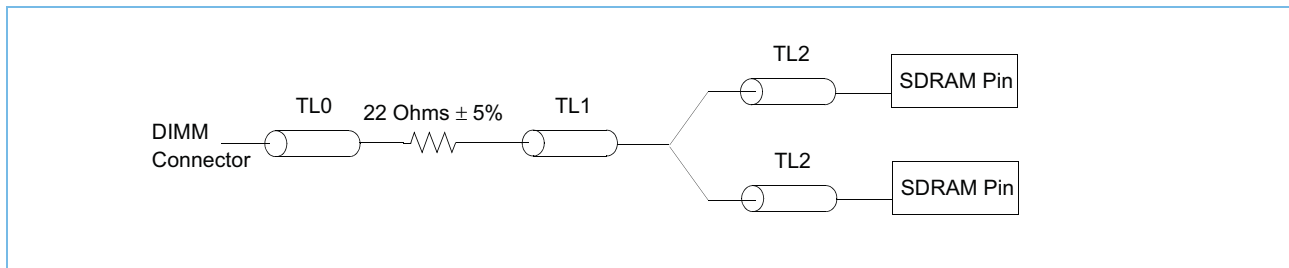 TL2
SDRAM Pin
TL0
22 Ohms ± 5%
TL1
DIMM
Connector
TL2
SDRAM Pin